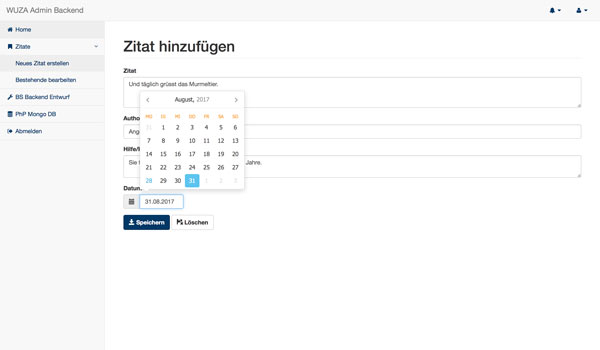 WUZA Admin Backend
Home
Zitate
Neues Zitat erstellen
Bestehende bearbeiten
BS Backend Entwurf
PhP Mongo DB
Abmelden
Zitat hinzufügen
Zitat
Und täglich grüsst das Murmeltier.
August, 2017
MO DI MI DO FR SA SO
31 1 2 3 4 5 6
7 8 9 10 11 12 13
14 15 16 17 18 19 20
21 22 23 24 25 26 27
28 29 30 31 1 2 3
Autho
Ang
Hilfe/
Sie Jahre.
Datum
31.08.2017
Speichern
Löschen